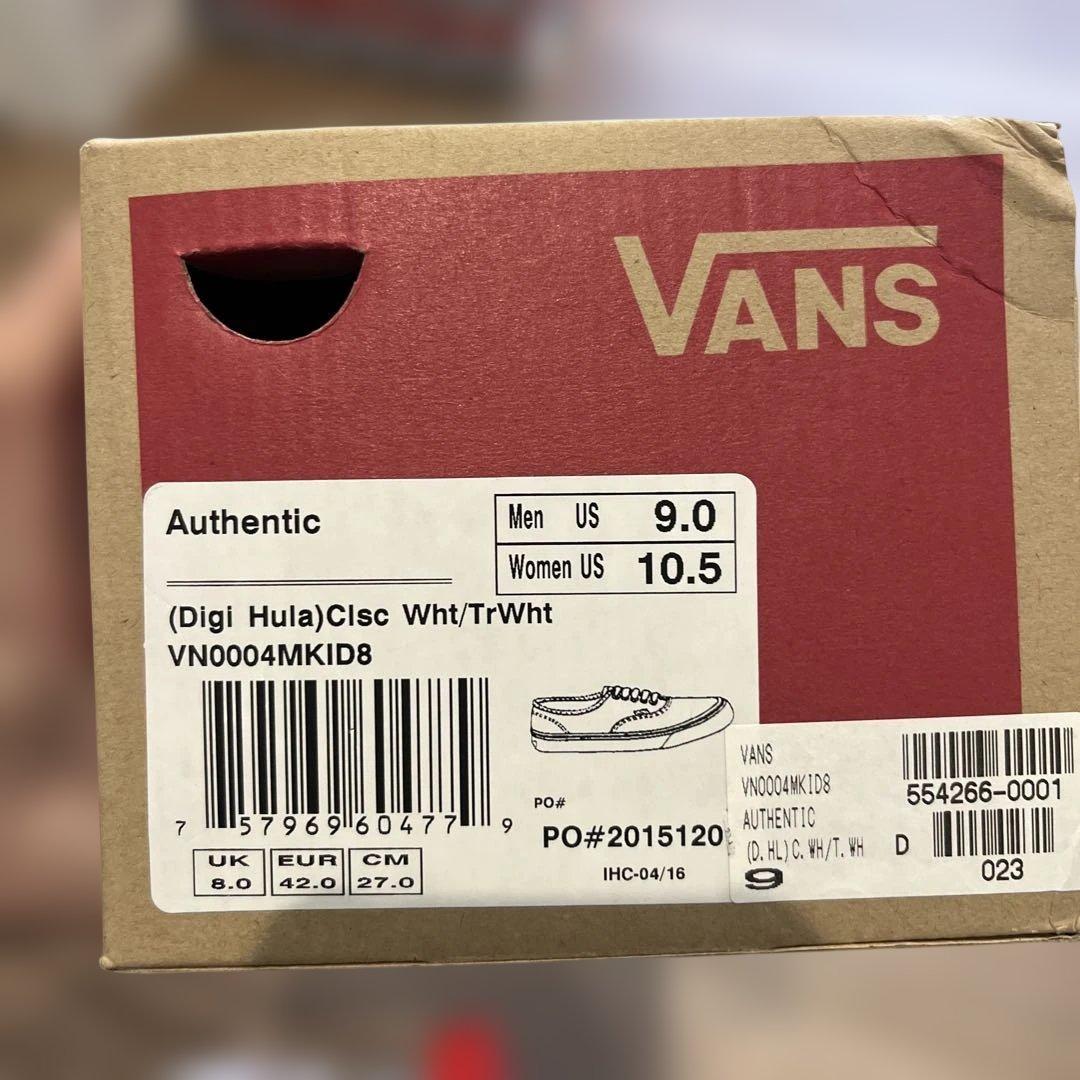 VANS
Authentic
Men US 9.0
Women US 10.5
(Digi Hula)Clsc Wht/TrWht
VN0004MKID8
7 57969 60477 9
UK EUR CM
8.0 42.0 27.0
PO#
PO#2015120
IHC-04/16
VANS
VN0004MKID8
AUTHENTIC
(D.HL)C.WH/T.WH
9
554266-0001
D
023